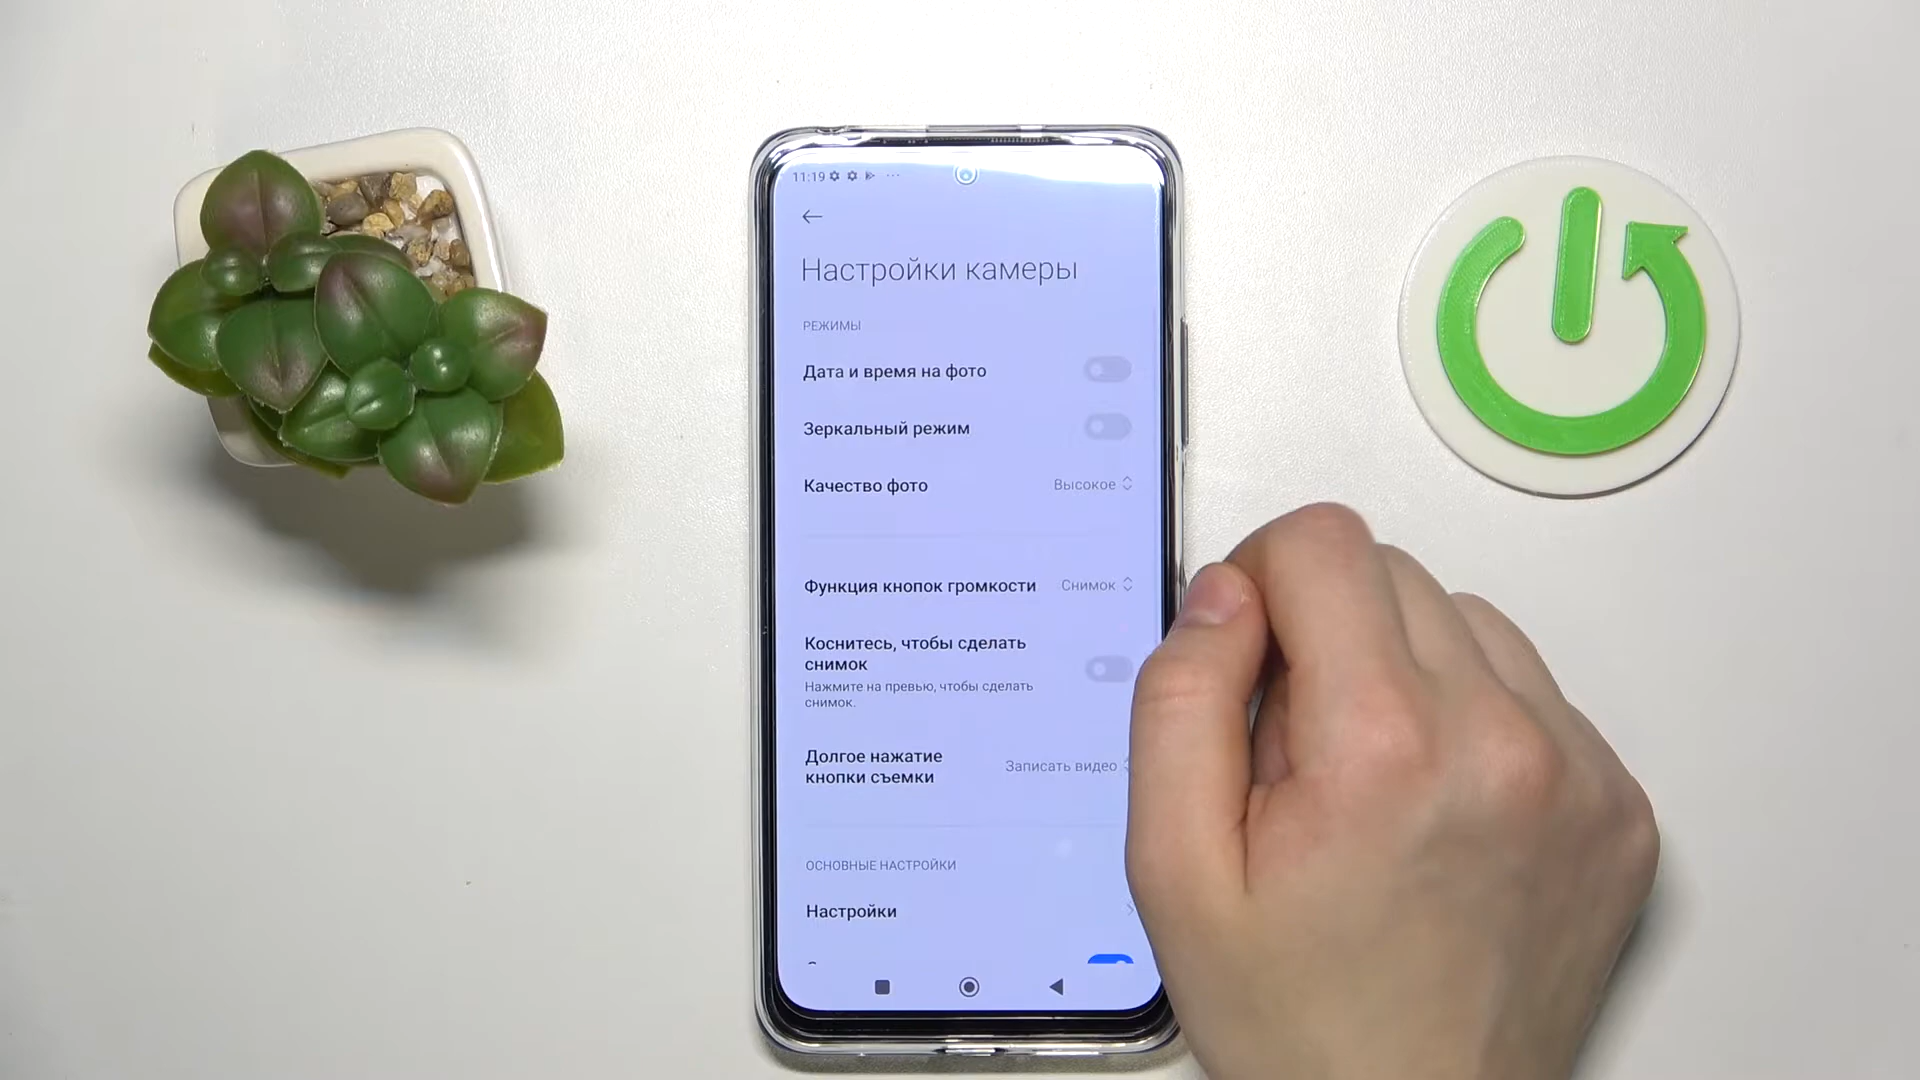 11:19
Настройки камеры
РЕЖИМЫ
Дата и время на фото
Зеркальный режим
Качество фото Высокое
Функция кнопок громкости Снимок
Коснитесь, чтобы сделать
снимок
Нажмите на превью, чтобы сделать
снимок.
Долгое нажатие
кнопки съемки Записать видео
ОСНОВНЫЕ НАСТРОЙКИ
Настройки